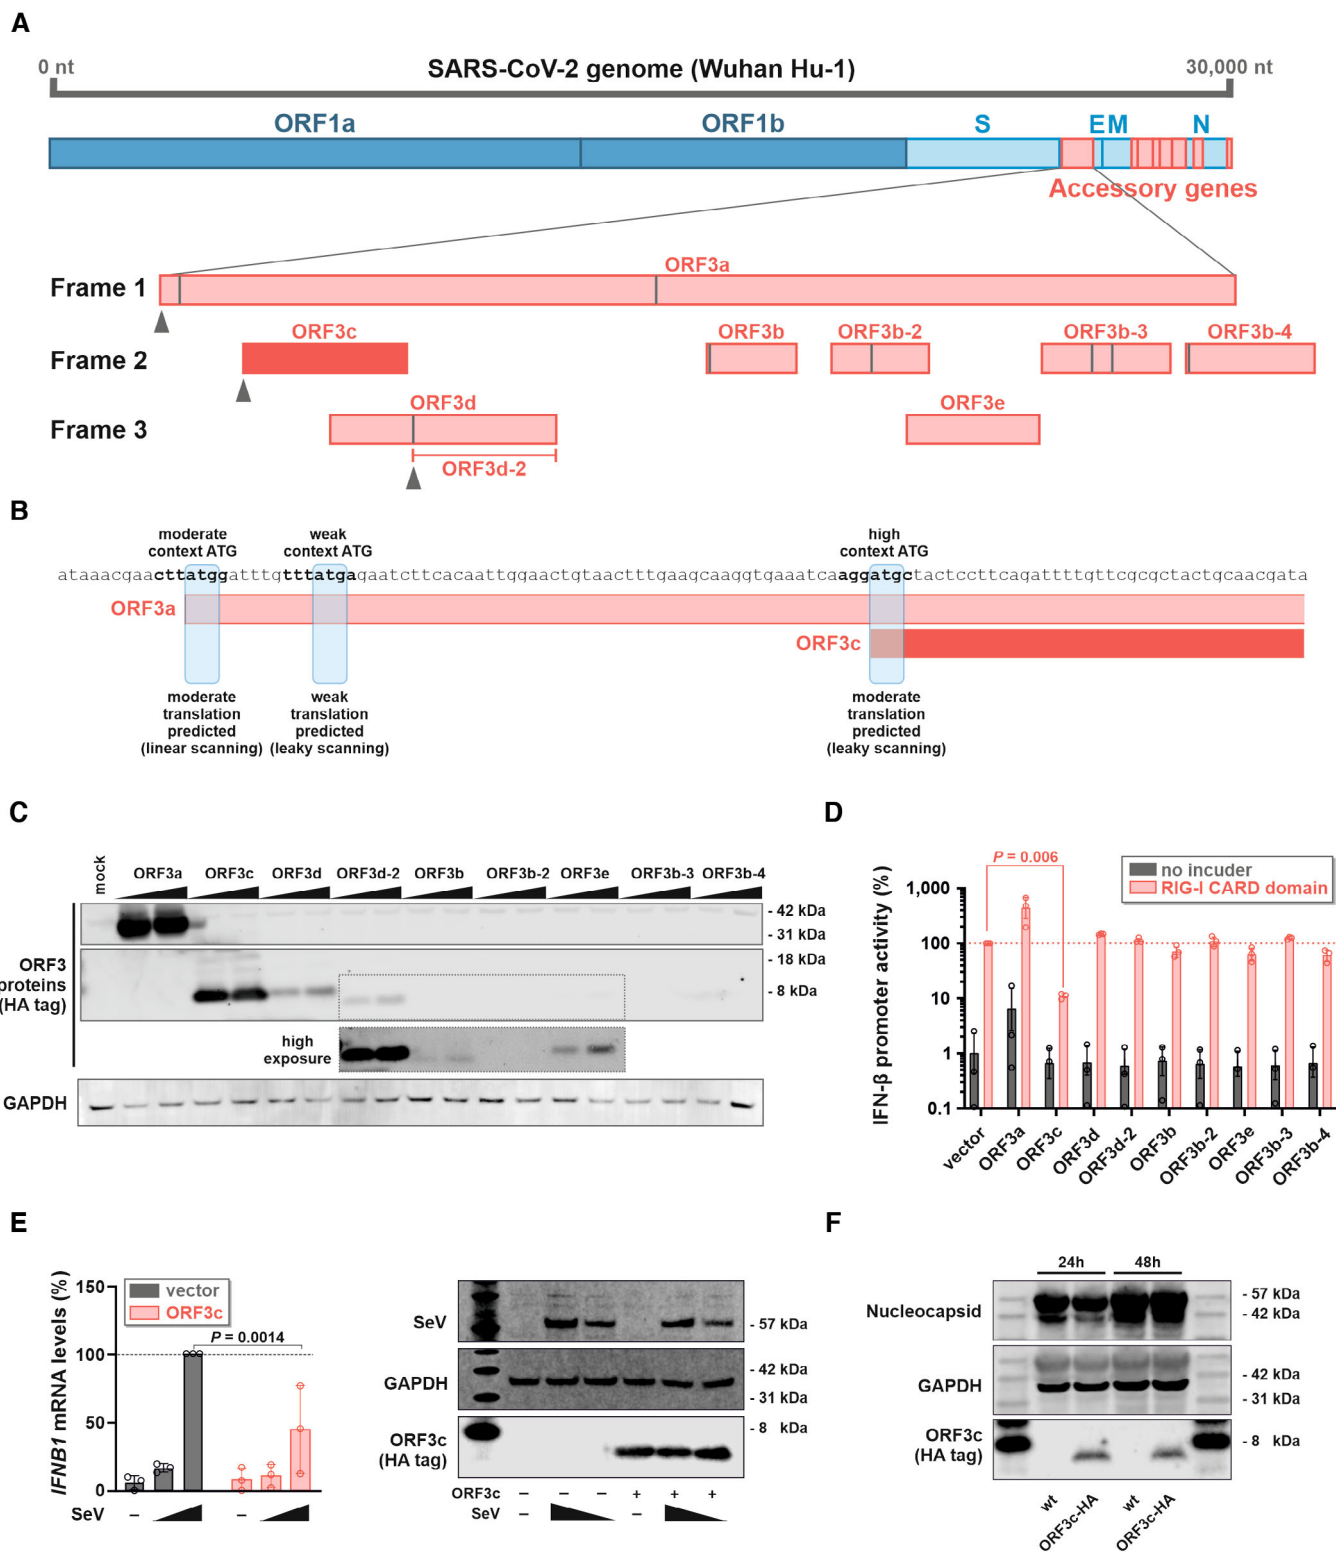 A
0 nt
SARS-CoV-2 genome (Wuhan Hu-1)
30,000 nt
ORF1a
ORF1b
S
E M
N
Accessory genes
Frame 1
ORF3a
Frame 2
ORF3c
ORF3b
ORF3b-2
ORF3b-3
ORF3b-4
Frame 3
ORF3d
ORF3e
ORF3d-2
B
moderate
context ATG
weak
context ATG
high
context ATG
ataaacgaacttatggatttgtttatgagaatcttcacaattggaactgtaactttgaagcaaggtgaaatcaaggatgctactccttcagattttgttcgcgctactgcaacgata
ORF3a
ORF3c
moderate
translation
predicted
(linear scanning)
weak
translation
predicted
(leaky scanning)
moderate
translation
predicted
(leaky scanning)
C
mock
ORF3a
ORF3c
ORF3d
ORF3d-2
ORF3b
ORF3b-2
ORF3e
ORF3b-3
ORF3b-4
- 42 kDa
- 31 kDa
- 18 kDa
- 8 kDa
ORF3
proteins
(HA tag)
high
exposure
GAPDH
D
P = 0.006
no incuder
RIG-I CARD domain
IFN-β promoter activity (%)
1,000
100
10
1
0.1
vector
ORF3a
ORF3c
ORF3d
ORF3d-2
ORF3b
ORF3b-2
ORF3e
ORF3b-3
ORF3b-4
E
IFNB1 mRNA levels (%)
150
100
50
0
vector
ORF3c
P = 0.0014
SeV
–
–
SeV
- 57 kDa
GAPDH
- 42 kDa
- 31 kDa
ORF3c
(HA tag)
- 8 kDa
ORF3c – – – + + +
SeV – –
F
24h
48h
Nucleocapsid
- 57 kDa
- 42 kDa
GAPDH
- 42 kDa
- 31 kDa
ORF3c
(HA tag)
- 8 kDa
wt
ORF3c-HA
wt
ORF3c-HA